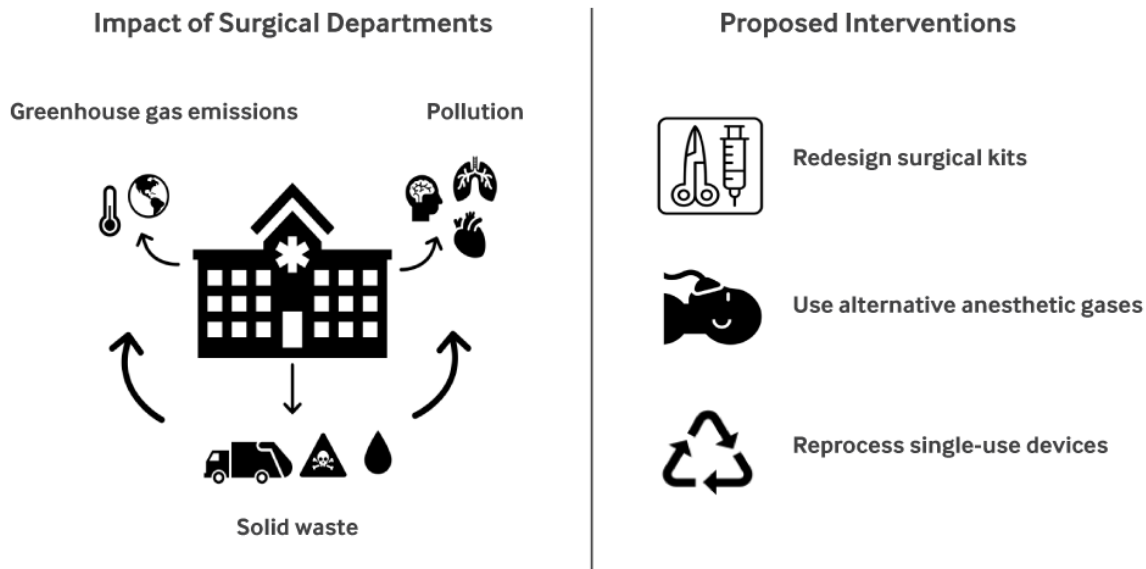 Impact of Surgical Departments
Greenhouse gas emissions
Pollution
Solid waste
Proposed Interventions
Redesign surgical kits
Use alternative anesthetic gases
Reprocess single-use devices